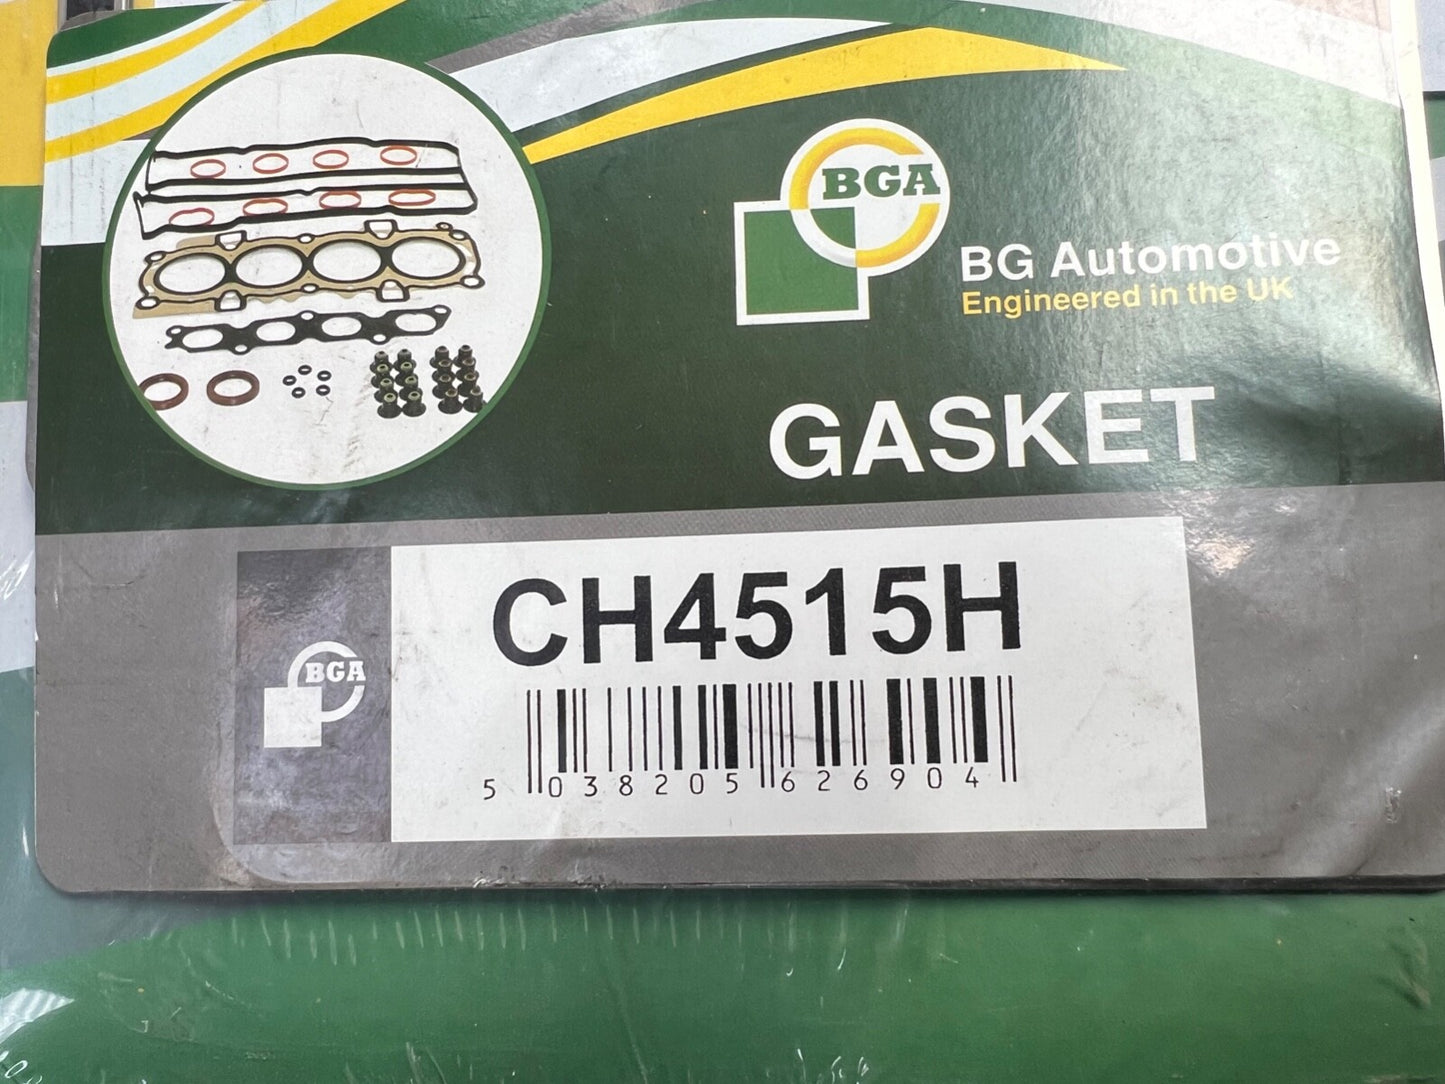 BGA
BG Automotive
Engineered in the UK
GASKET
CH4515H
BGA
5 038205 626904